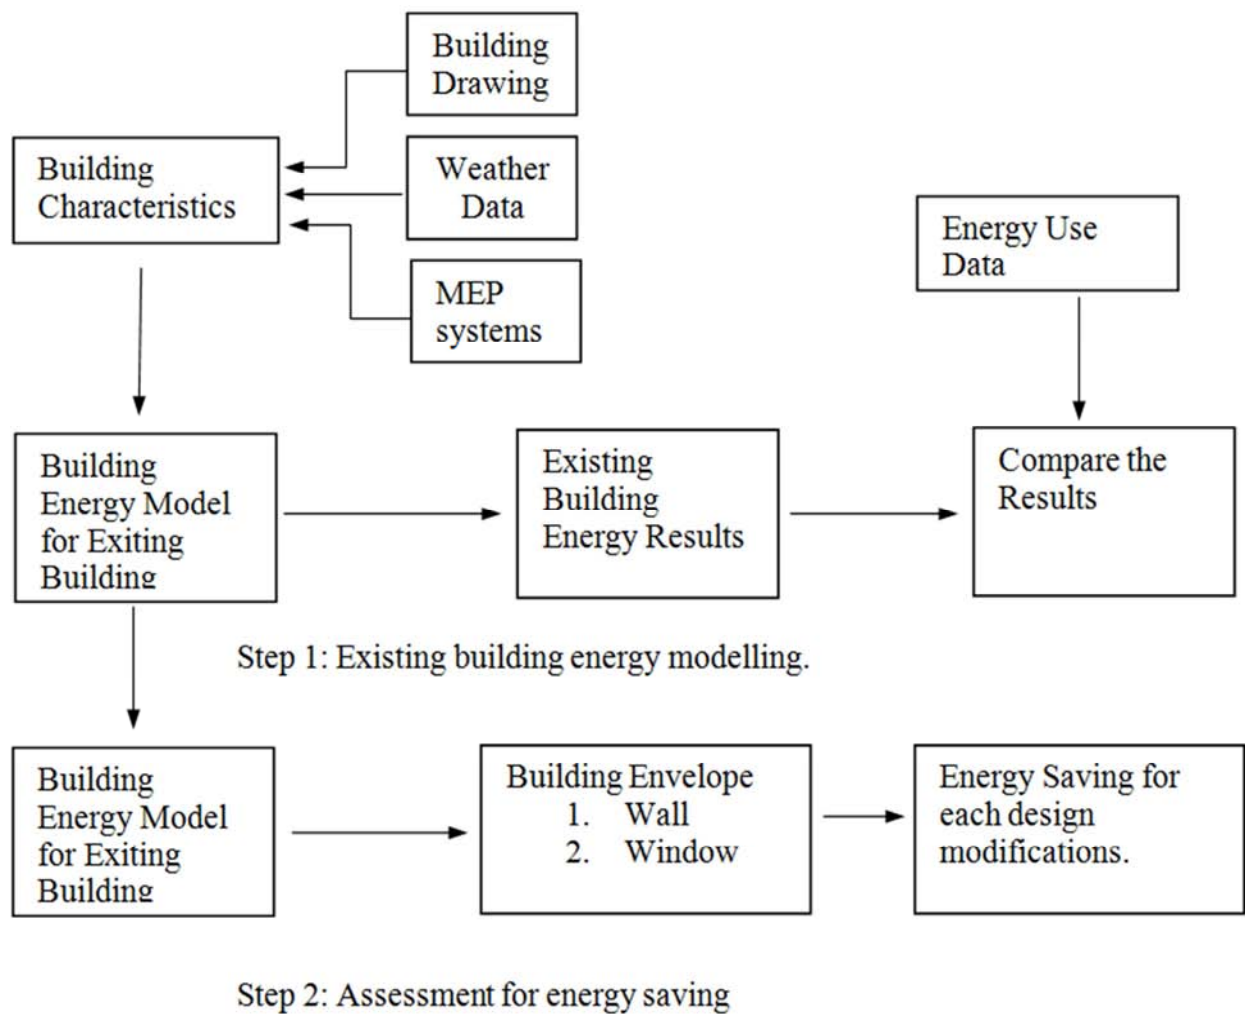 Building
Drawing
Building
Characteristics
Weather
Data
MEP
systems
Energy Use
Data
Building
Energy Model
for Exiting
Building
Existing
Building
Energy Results
Compare the
Results
Step 1: Existing building energy modelling.
Building
Energy Model
for Exiting
Building
Building Envelope
1. Wall
2. Window
Energy Saving for
each design
modifications.
Step 2: Assessment for energy saving